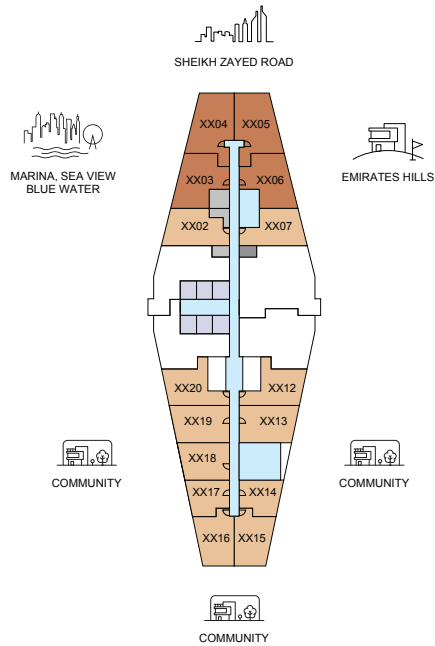 SHEIKH ZAYED ROAD
MARINA, SEA VIEW
BLUE WATER
EMIRATES HILLS
XX04
XX05
XX03
XX06
XX02
XX07
XX20
XX12
XX19
XX13
XX18
XX17
XX14
XX16
XX15
COMMUNITY
COMMUNITY
COMMUNITY